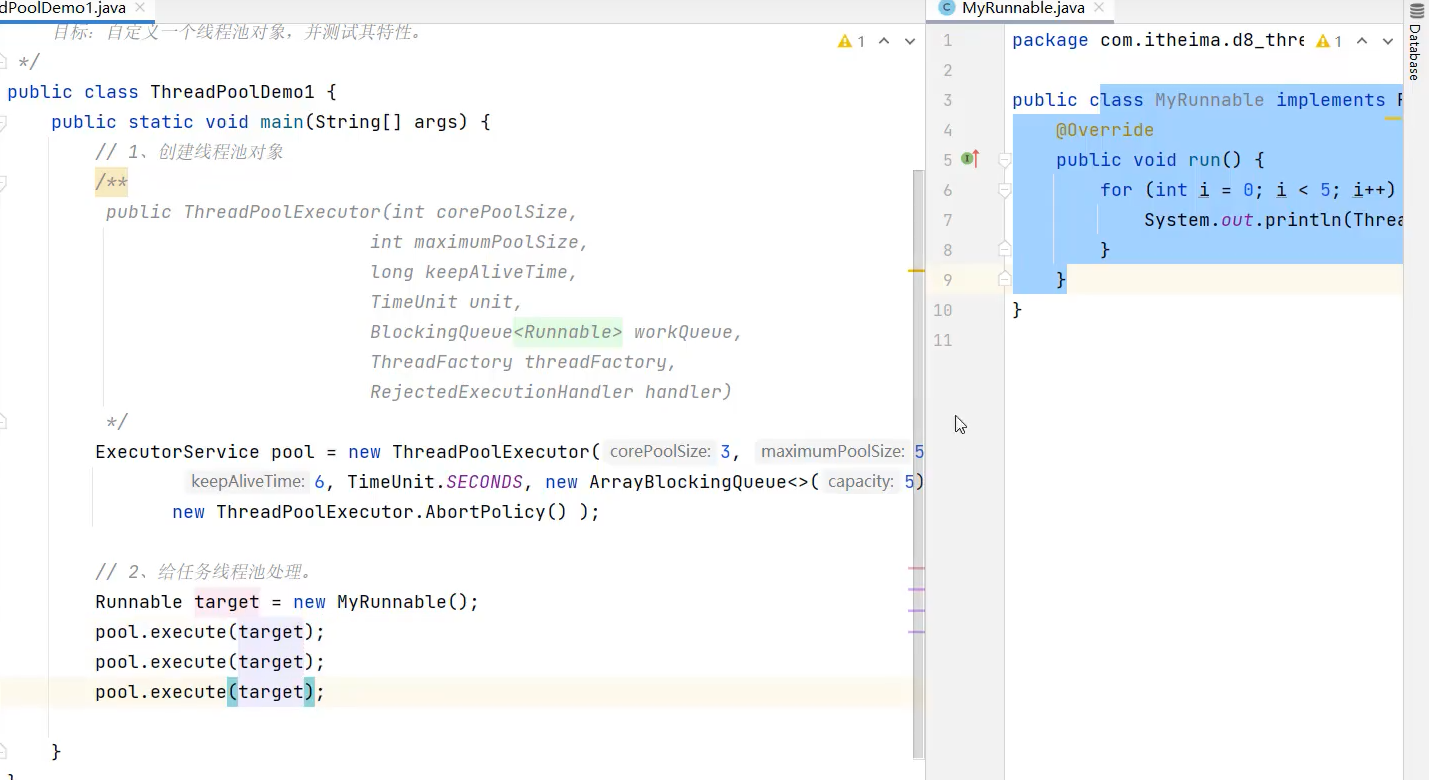 dPoolDemo1.java
目标：自定义一个线程池对象，并测试其特性。
*/
public class ThreadPoolDemo1 {
public static void main(String[] args) {
// 1、创建线程池对象
/**
public ThreadPoolExecutor(int corePoolSize,
int maximumPoolSize,
long keepAliveTime,
TimeUnit unit,
BlockingQueue<Runnable> workQueue,
ThreadFactory threadFactory,
RejectedExecutionHandler handler)
*/
ExecutorService pool = new ThreadPoolExecutor( corePoolSize: 3, maximumPoolSize: 5
keepAliveTime: 6, TimeUnit.SECONDS, new ArrayBlockingQueue<>( capacity: 5)
new ThreadPoolExecutor.AbortPolicy() );
// 2、给任务线程池处理。
Runnable target = new MyRunnable();
pool.execute(target);
pool.execute(target);
pool.execute(target);
}
1
MyRunnable.java
1 package com.itheima.d8_thre
1
2
3 public class MyRunnable implements R
4 @Override
5 public void run() {
6 for (int i = 0; i < 5; i++)
7 System.out.println(Threa
8 }
9 }
10 }
11
Database